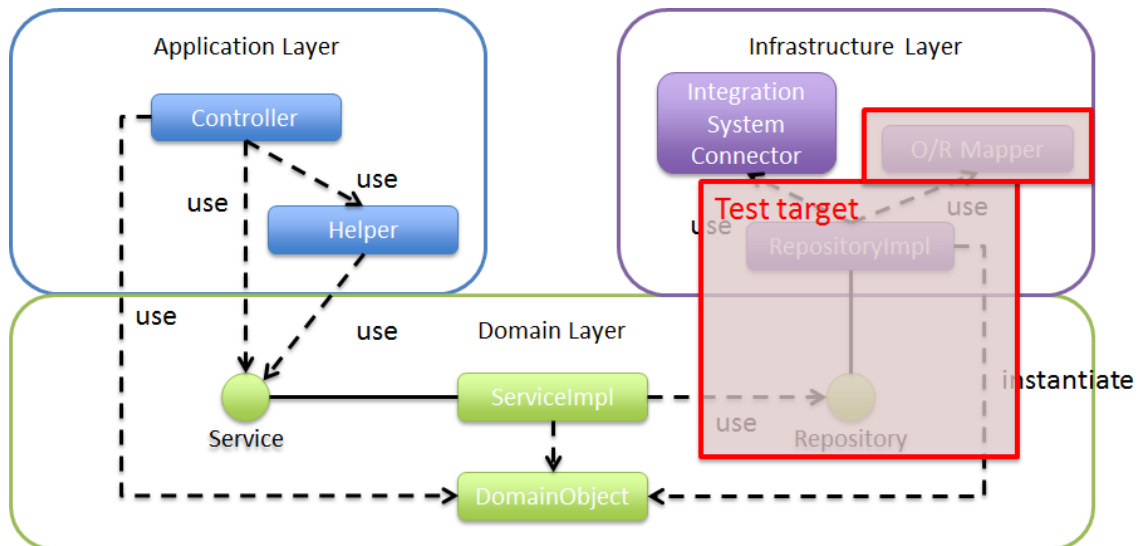 Application Layer
Infrastructure Layer
Integration
System
Connector
Controller
O/R Mapper
use
use
Test target
use
use
Helper
RepositoryImpl
use
use
Domain Layer
instantiate
ServiceImpl
use
Service
Repository
DomainObject